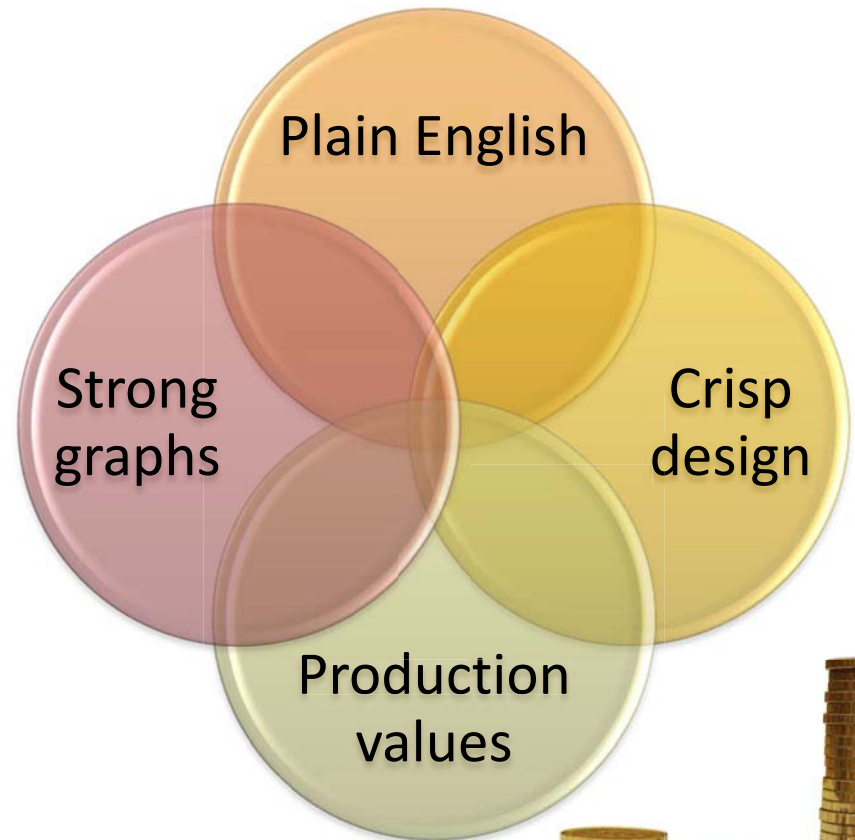 Plain English
Strong
graphs
Crisp
design
Production
values